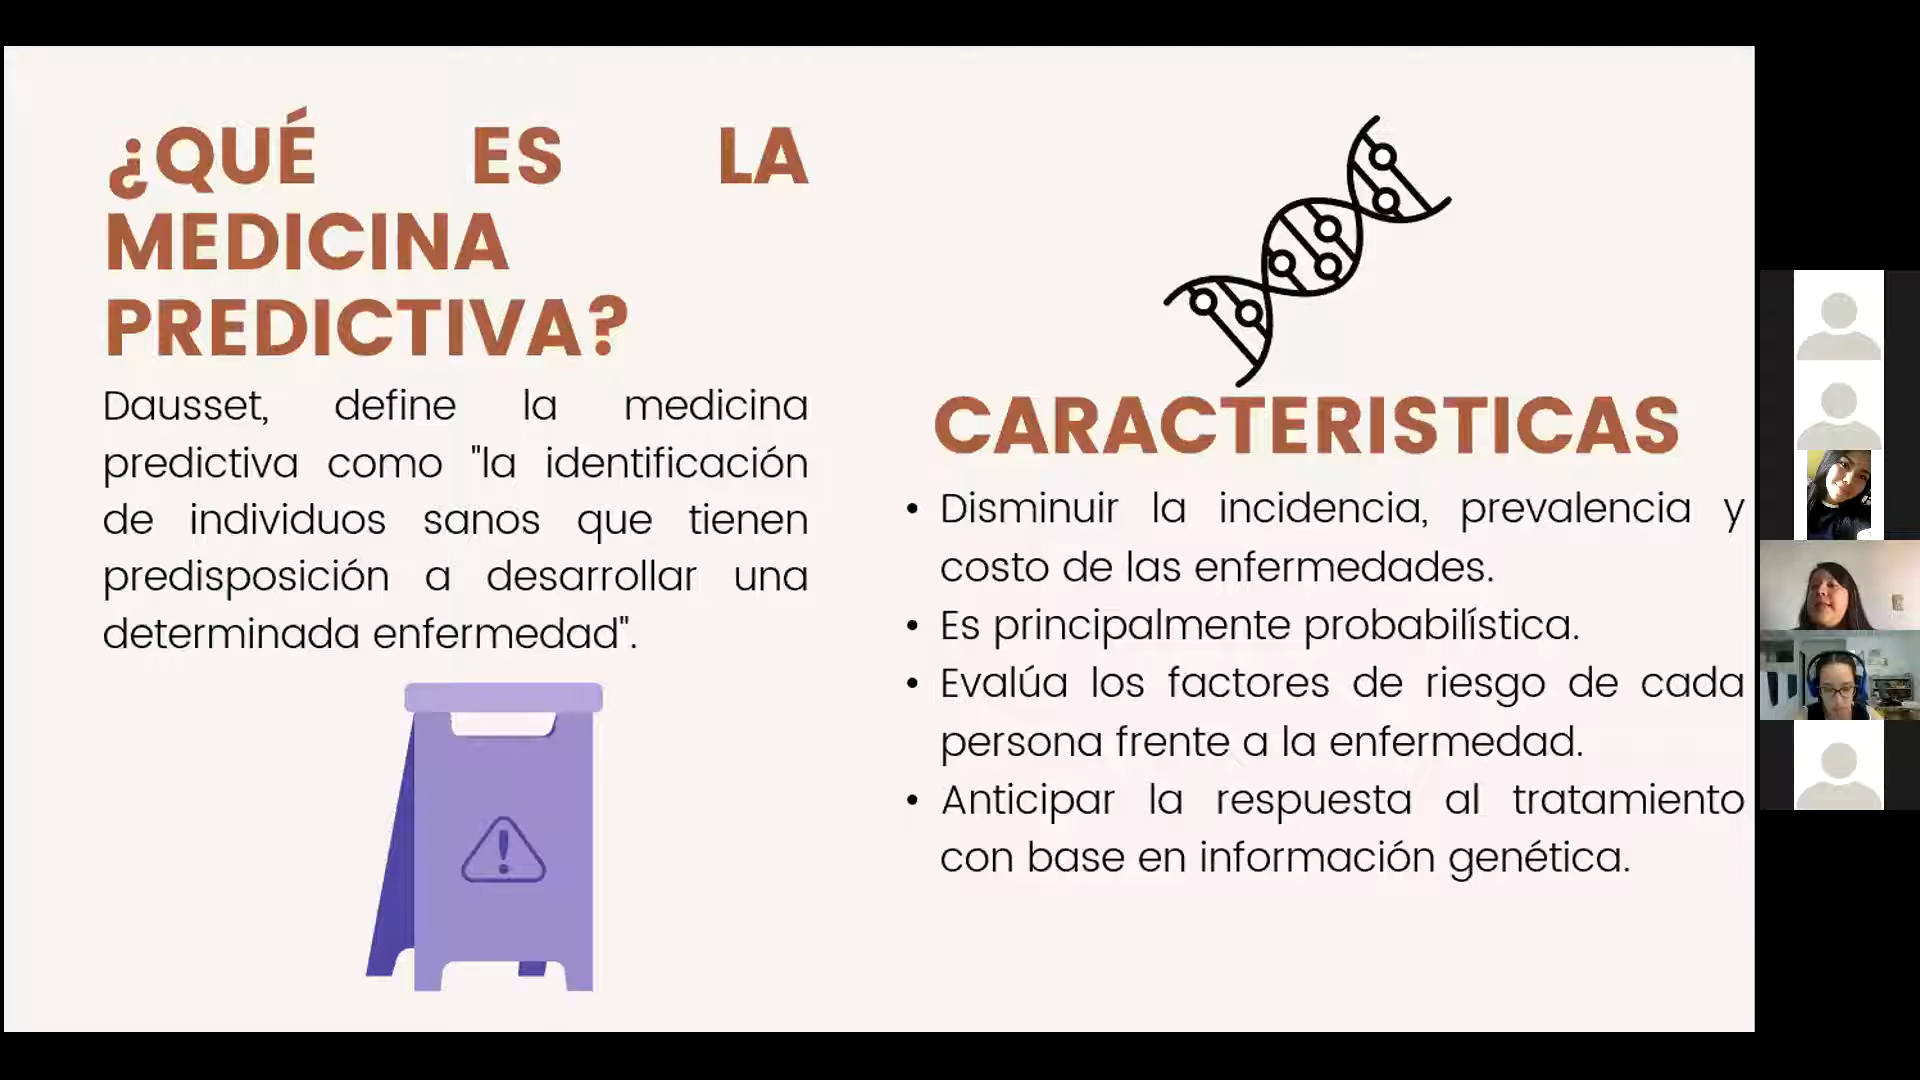 ¿QUÉ ES LA
MEDICINA
PREDICTIVA?
Dausset, define la medicina
predictiva como "la identificación
de individuos sanos que tienen
predisposición a desarrollar una
determinada enfermedad".
CARACTERISTICAS
• Disminuir la incidencia, prevalencia y
costo de las enfermedades.
• Es principalmente probabilística.
• Evalúa los factores de riesgo de cada
persona frente a la enfermedad.
• Anticipar la respuesta al tratamiento
con base en información genética.